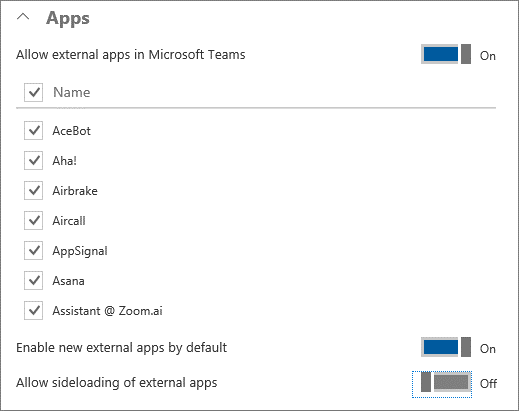 Apps
Allow external apps in Microsoft Teams On
Name
AceBot
Aha!
Airbrake
Aircall
AppSignal
Asana
Assistant @ Zoom.ai
Enable new external apps by default On
Allow sideloading of external apps Off